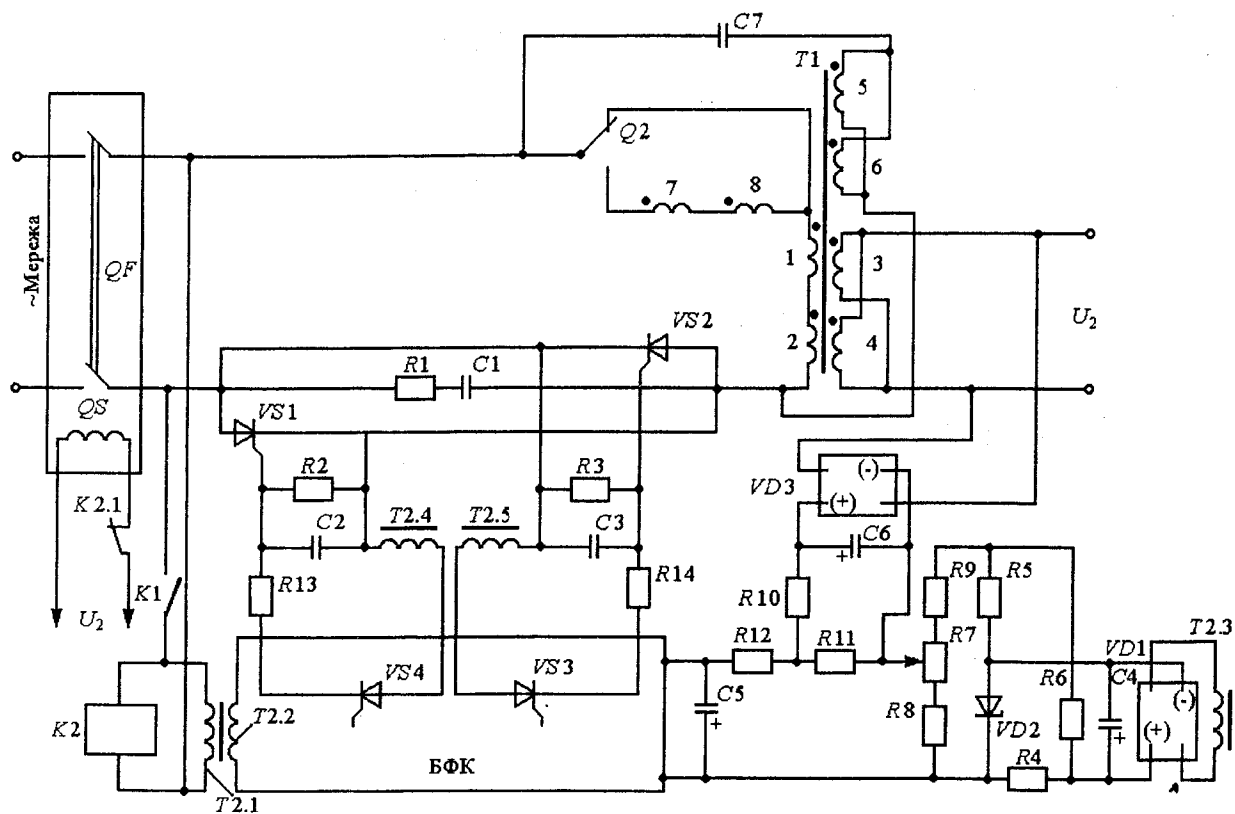 C7
T1
5
Q2
6
7
8
~Мережа
QF
1
3
U2
VS2
2
4
R1
C1
QS
VS1
R2
R3
VD3
(-)
(+)
K2.1
C2
T2.4
T2.5
C3
C6
+
R13
R14
R9
R5
K1
R10
U2
R12
R11
R7
VD1
T2.3
VS4
VS3
C5
R6
C4
(-)
K2
+
R8
VD2
+
(+)
T2.2
БФК
R4
T2.1